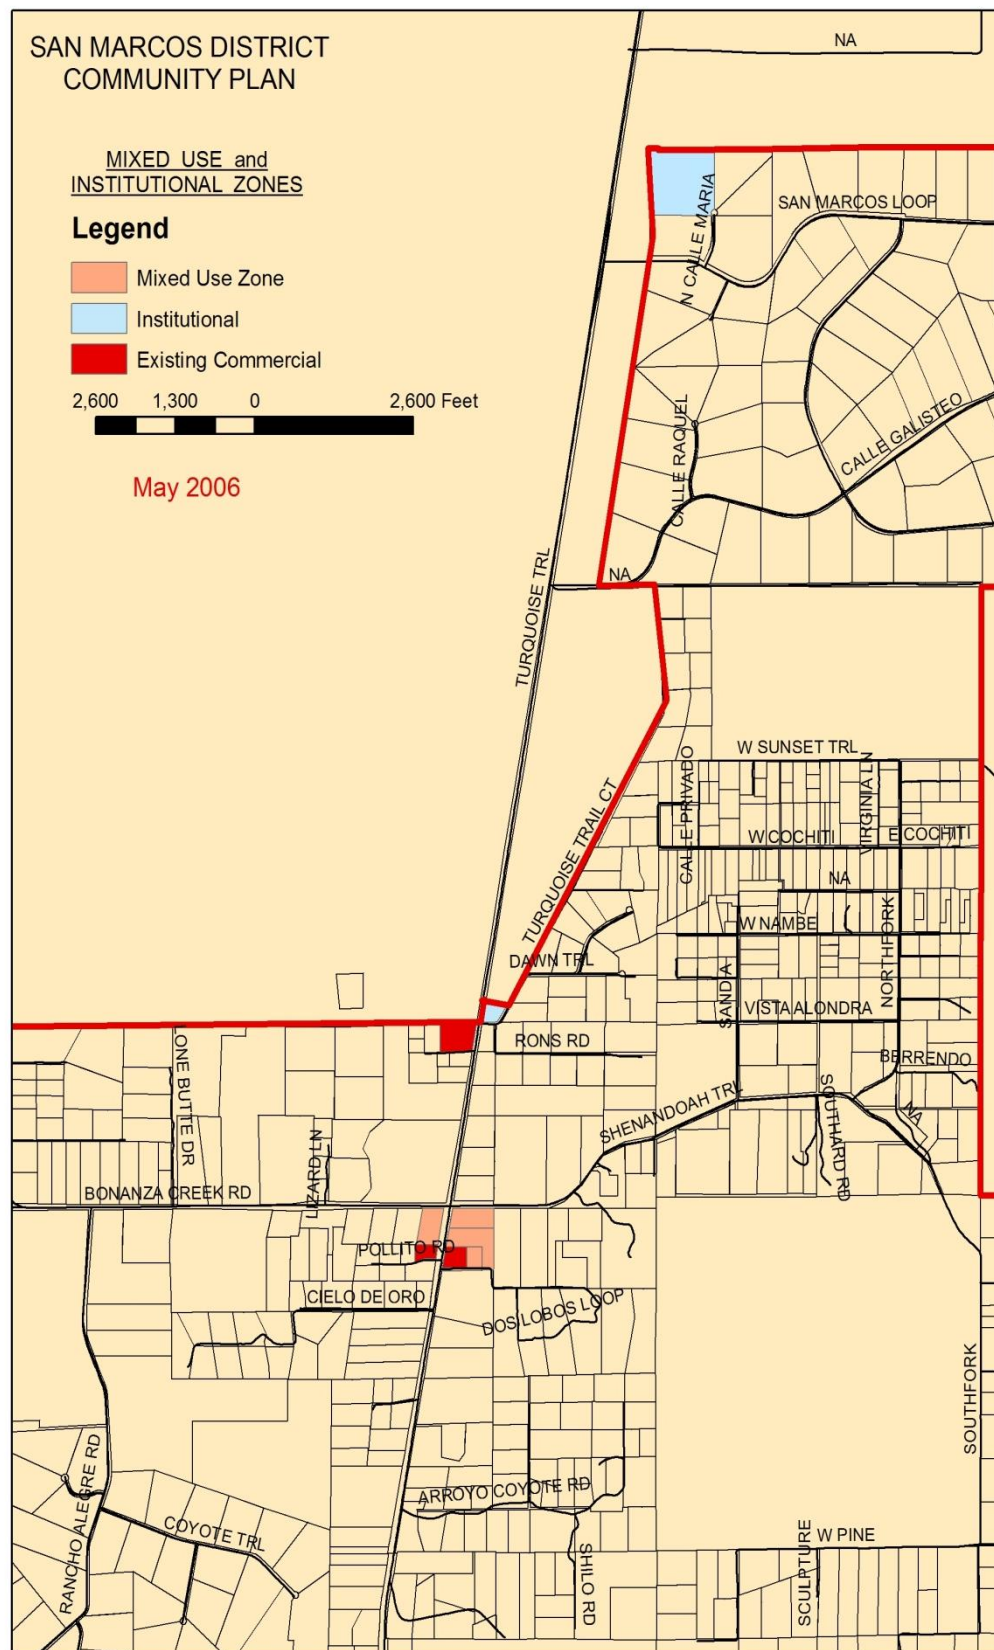 SAN MARCOS DISTRICT
COMMUNITY PLAN
MIXED USE and
INSTITUTIONAL ZONES
Legend
Mixed Use Zone
Institutional
Existing Commercial
2,600 1,300 0 2,600 Feet
May 2006
NA
SAN MARCOS LOOP
N CALLE MARIA
CALLE RAQUEL
CALLE GALISTEO
NA
TURQUOISE TRL
W SUNSET TRL
CALLE PRIVADO
VIRGINIA LN
W COCHITI
E COCHITI
TURQUOISE TRAIL CT
NA
W NAMBE
NORTHFORK
DAWN TRL
SANDIA
VISTA ALONDRA
RONS RD
BERRENDO
LONE BUTTE DR
SHENANDOAH TRL
SOUTHARD RD
NA
LIZARD LN
BONANZA CREEK RD
POLLITO RD
CIELO DE ORO
DOS LOBOS LOOP
SOUTHFORK
RANCHO ALEGRE RD
ARROYO COYOTE RD
COYOTE TRL
SHILO RD
SCULPTURE
W PINE